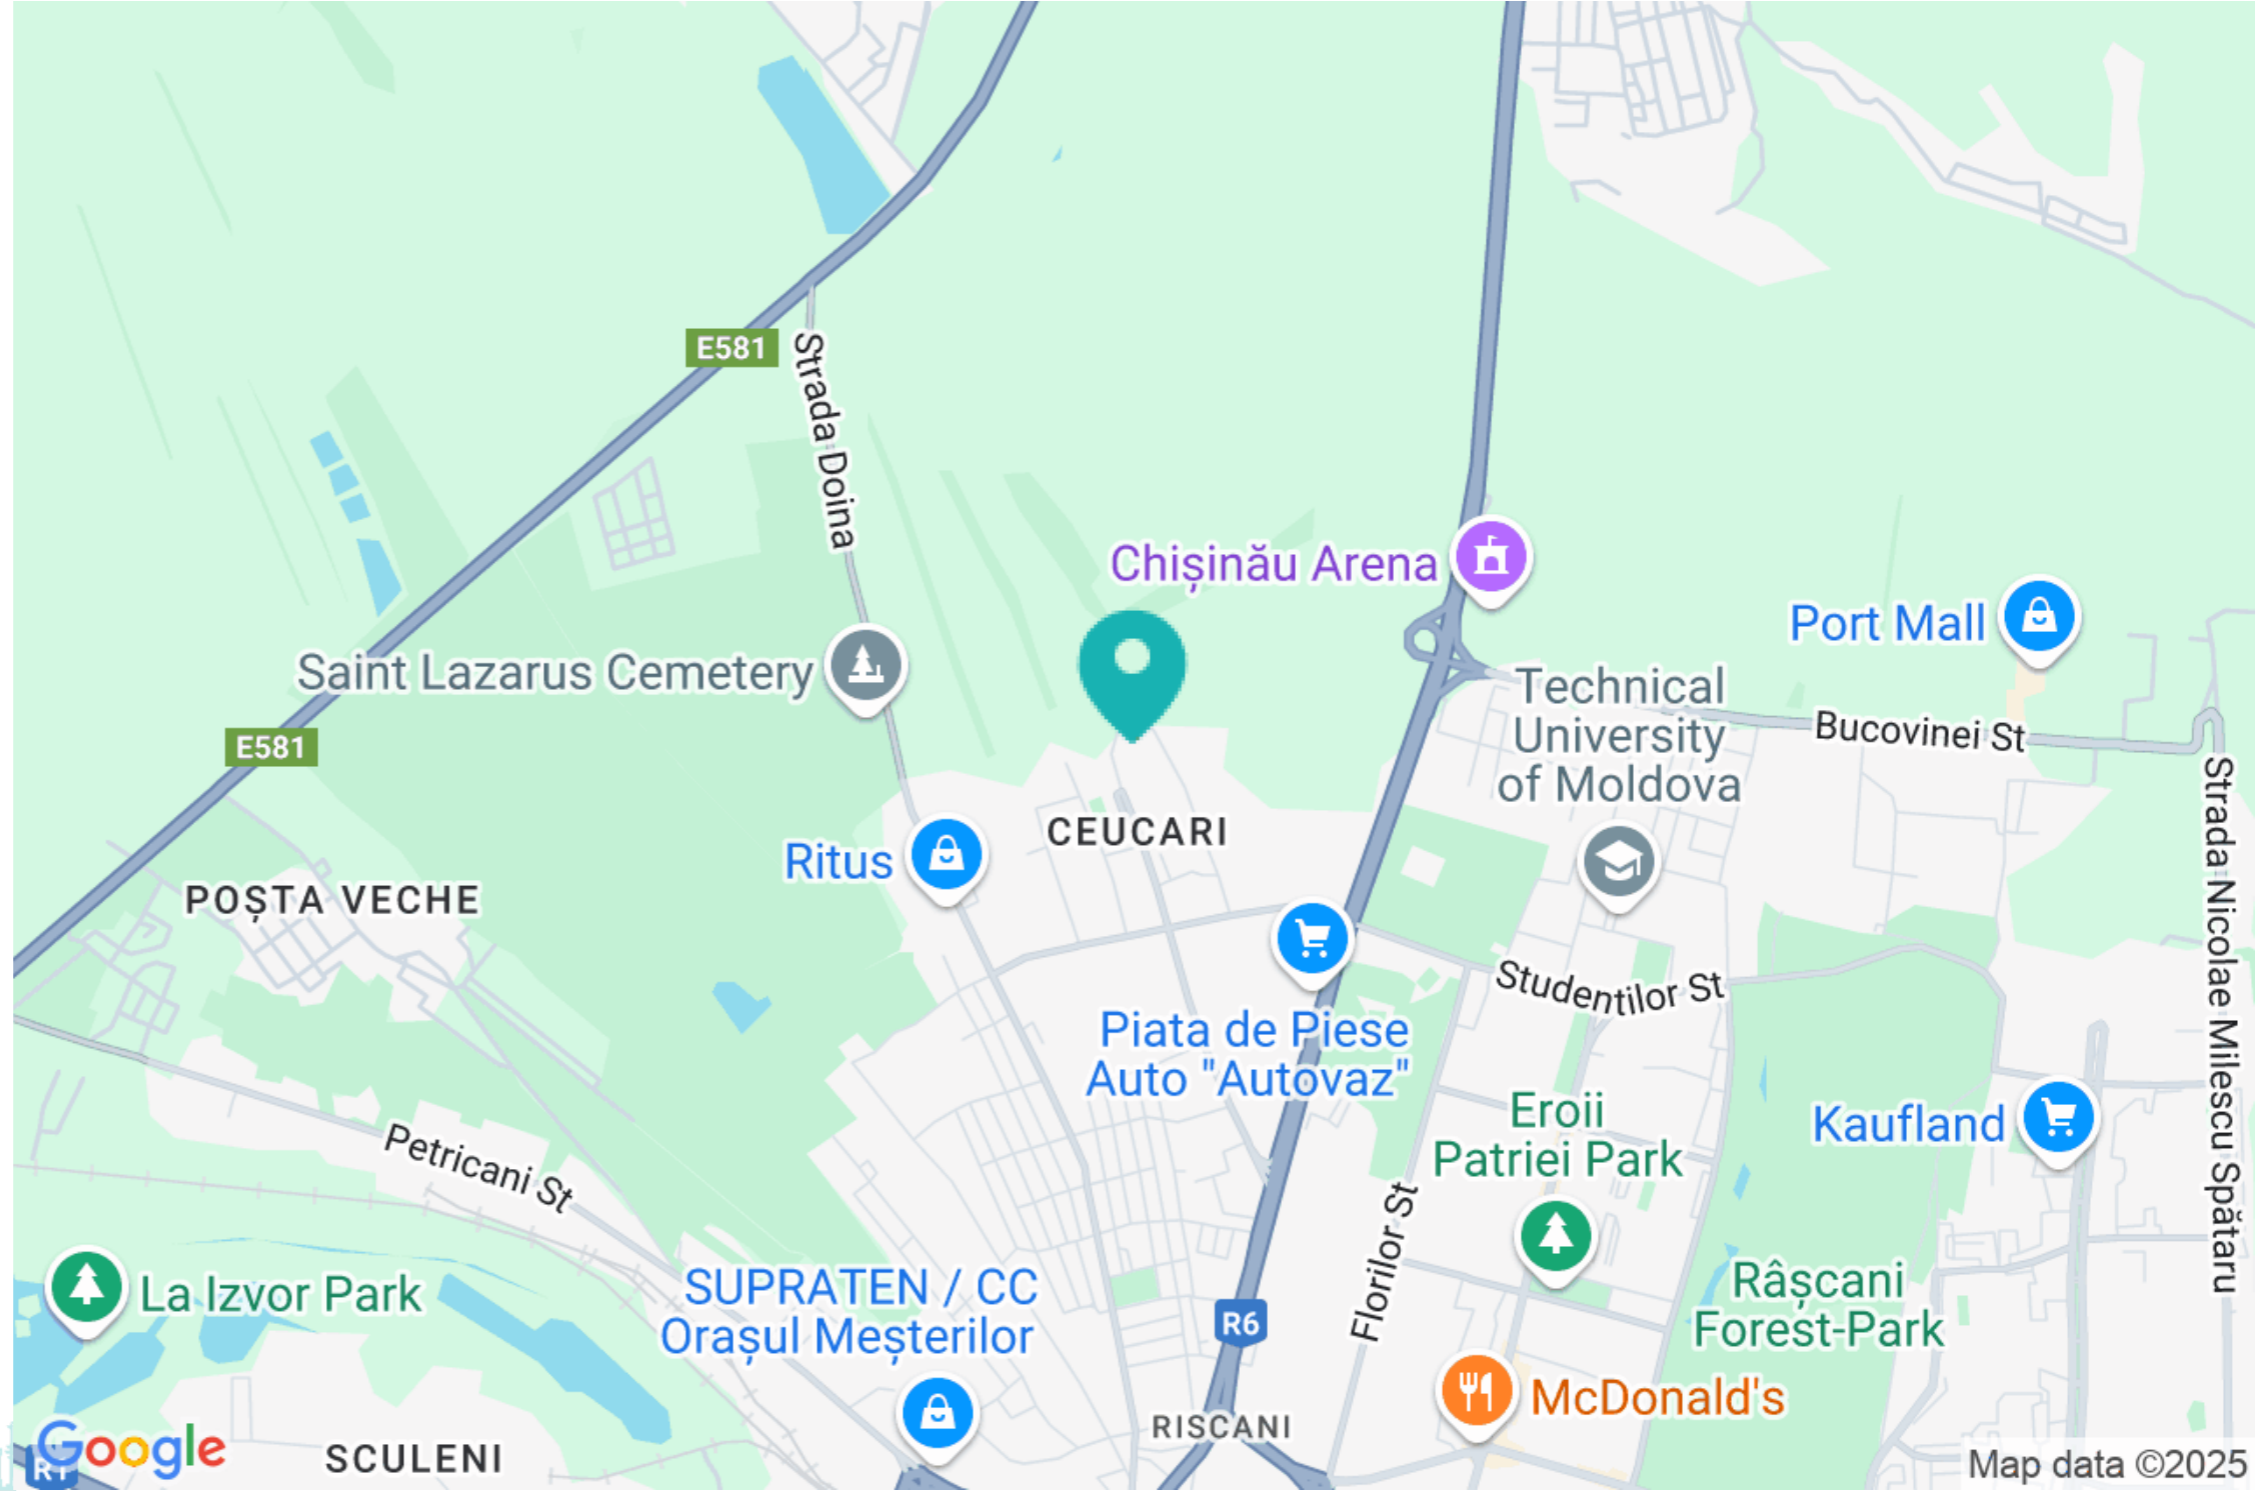 E581
Strada Doina
Chișinău Arena
Port Mall
Saint Lazarus Cemetery
Technical
University
of Moldova
Bucovinei St
E581
Strada Nicolae Milescu Spătaru
CEUCARI
Ritus
POȘTA VECHE
Studentilor St
Piata de Piese
Auto "Autovaz"
Eroii
Patriei Park
Kaufland
Petricani St
Florilor St
La Izvor Park
SUPRATEN / CC
Orașul Meșterilor
Râșcani
Forest-Park
R6
McDonald's
RISCANI
Google
R1
SCULENI
Map data ©2025